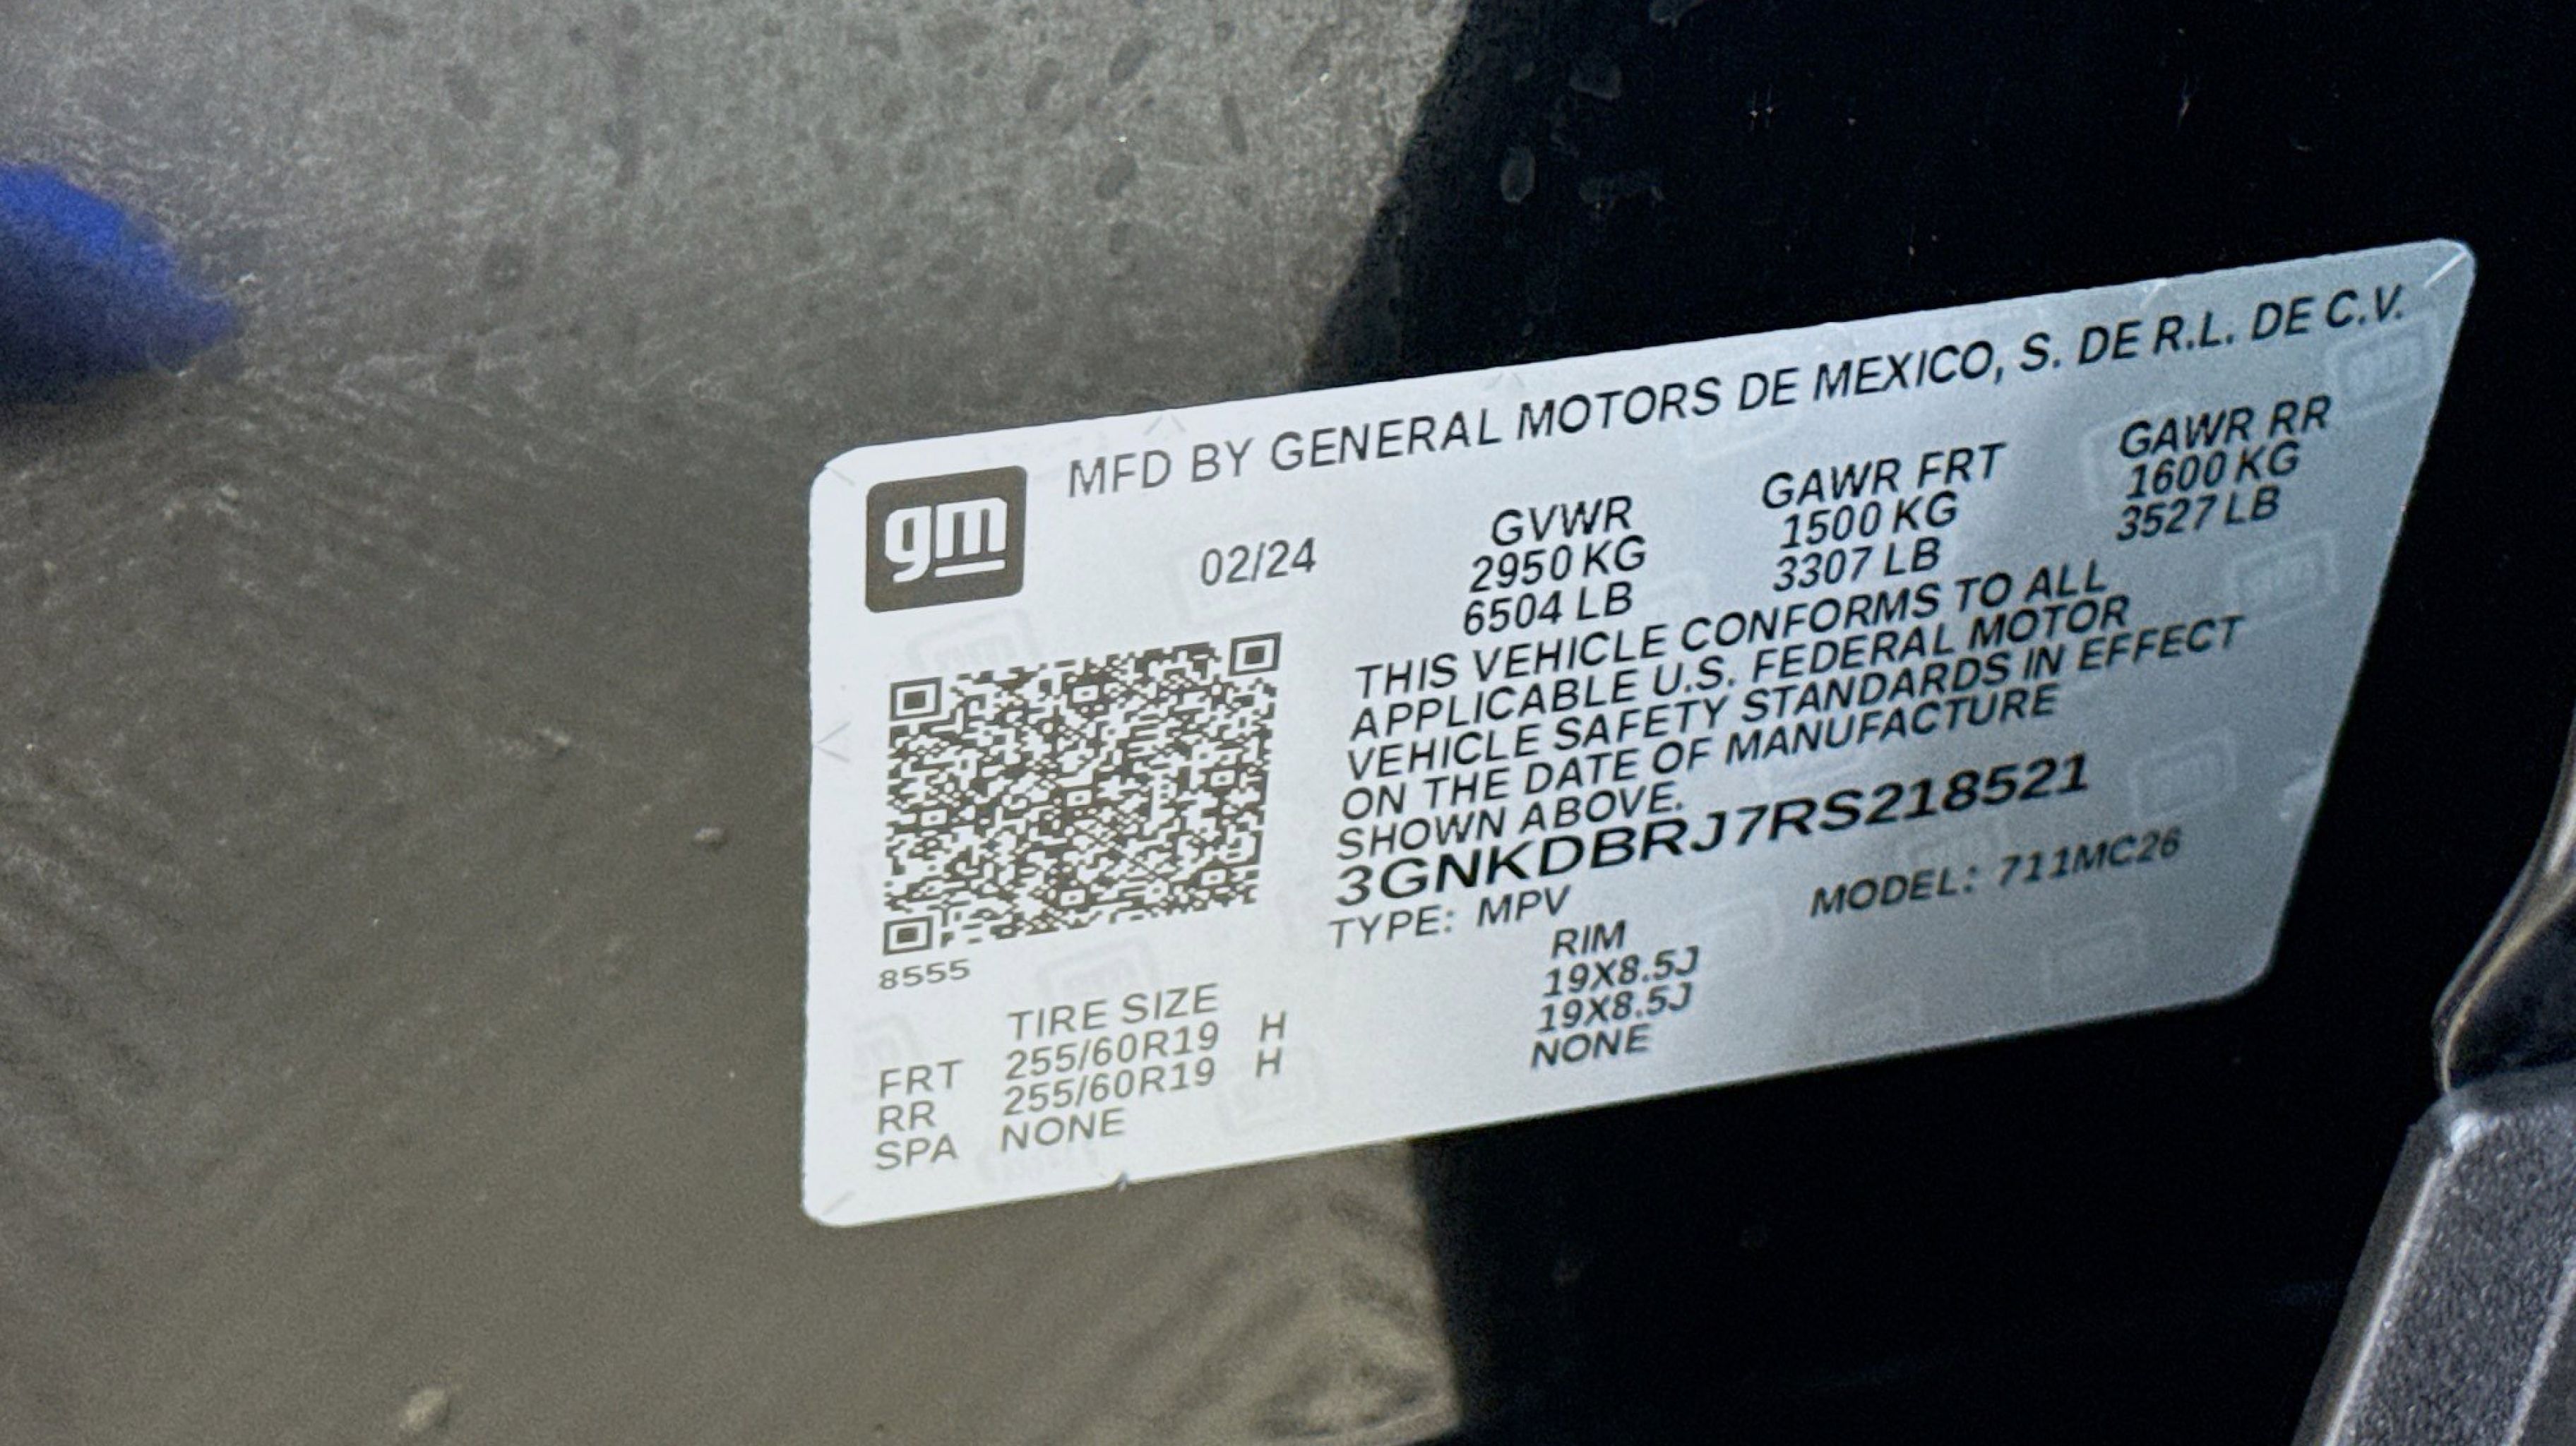 gm
MFD BY GENERAL MOTORS DE MEXICO, S. DE R.L. DE C.V.
02/24
GVWR GAWR FRT GAWR RR
2950 KG 1500 KG 1600 KG
6504 LB 3307 LB 3527 LB
THIS VEHICLE CONFORMS TO ALL
APPLICABLE U.S. FEDERAL MOTOR
VEHICLE SAFETY STANDARDS IN EFFECT
ON THE DATE OF MANUFACTURE
SHOWN ABOVE.
3GNKDBRJ7RS218521
TYPE: MPV MODEL: 711MC26
8555
TIRE SIZE RIM
FRT 255/60R19 H 19X8.5J
RR 255/60R19 H 19X8.5J
SPA NONE NONE